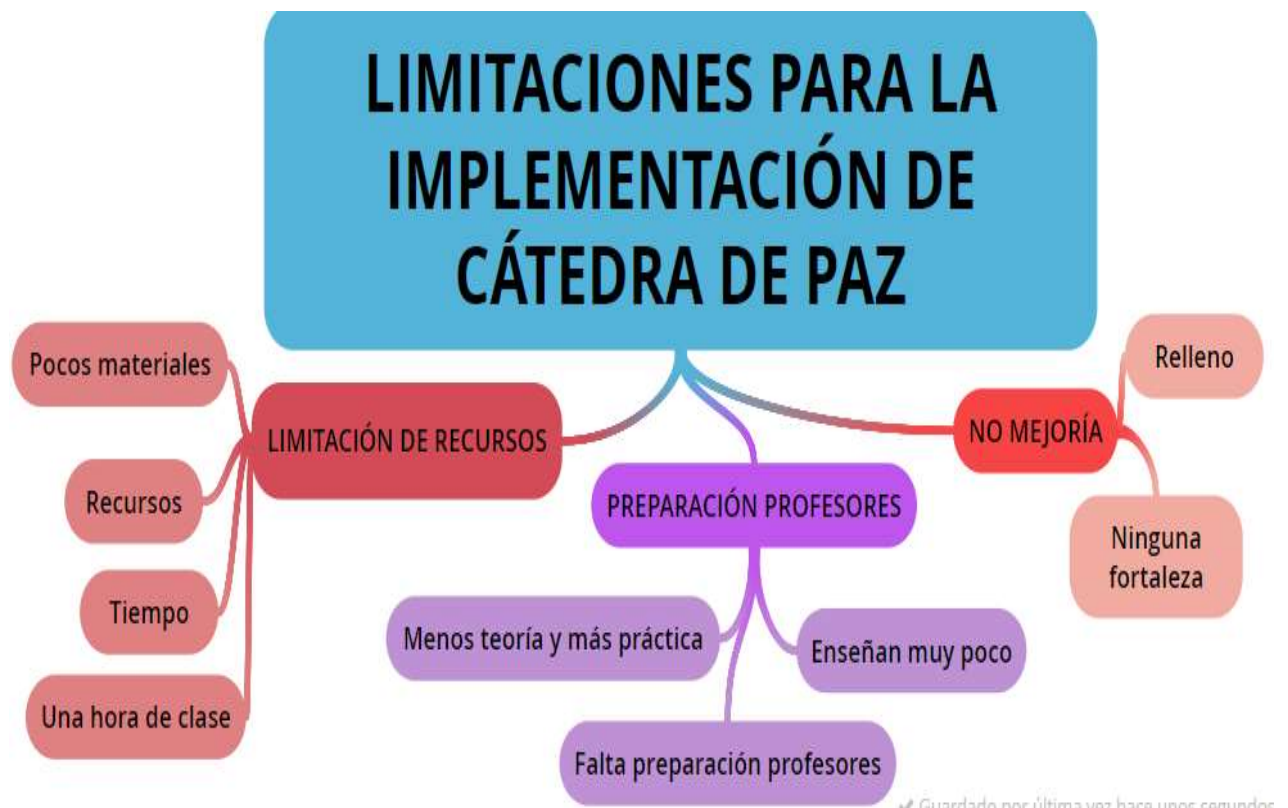 LIMITACIONES PARA LA
IMPLEMENTACIÓN DE
CÁTEDRA DE PAZ
LIMITACIÓN DE RECURSOS
Pocos materiales
Recursos
Tiempo
Una hora de clase
PREPARACIÓN PROFESORES
Menos teoría y más práctica
Enseñan muy poco
Falta preparación profesores
NO MEJORÍA
Relleno
Ninguna
fortaleza
✔ Guardado por última vez hace unos segundos